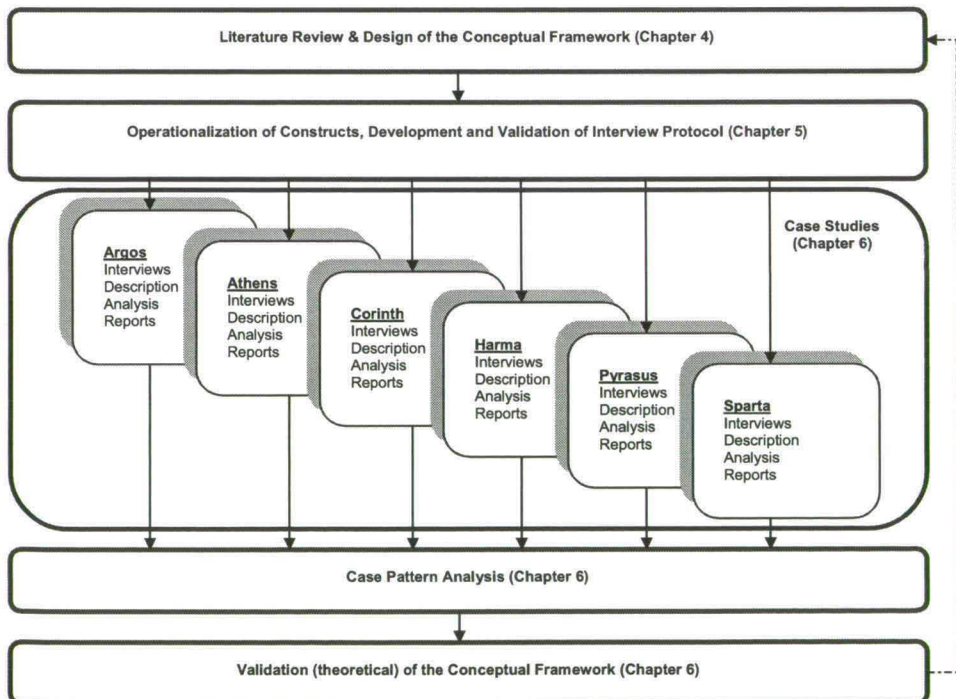 Literature Review & Design of the Conceptual Framework (Chapter 4)
Operationalization of Constructs, Development and Validation of Interview Protocol (Chapter 5)
Case Studies
(Chapter 6)
Argos
Interviews
Description
Analysis
Reports
Athens
Interviews
Description
Analysis
Reports
Corinth
Interviews
Description
Analysis
Reports
Harma
Interviews
Description
Analysis
Reports
Pyrasus
Interviews
Description
Analysis
Reports
Sparta
Interviews
Description
Analysis
Reports
Case Pattern Analysis (Chapter 6)
Validation (theoretical) of the Conceptual Framework (Chapter 6)